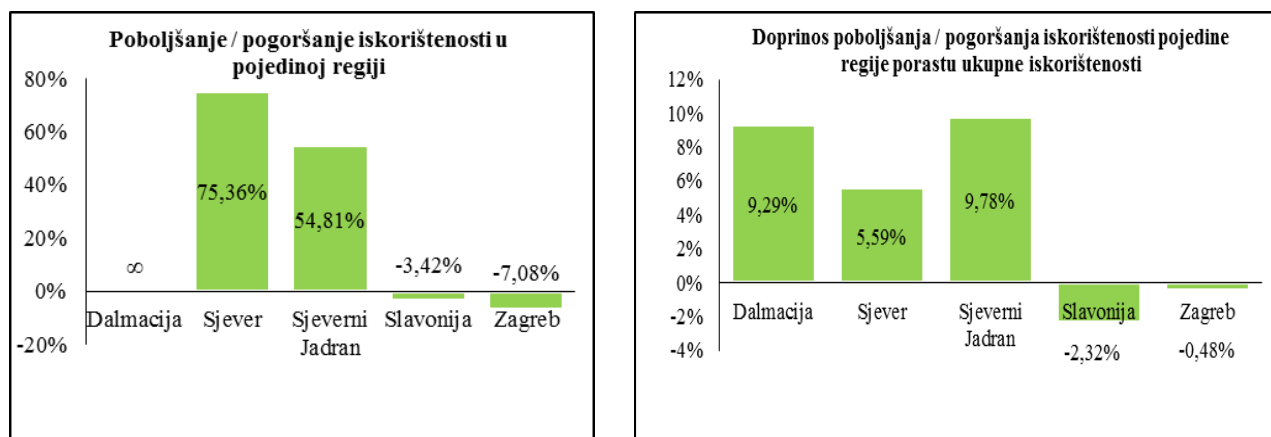 Poboljšanje / pogoršanje iskorištenosti u
pojedinoj regiji
80%
60%
40%
20%
0%
-20%
∞
75,36%
54,81%
-3,42%
-7,08%
Dalmacija
Sjever
Sjeverni
Jadran
Slavonija
Zagreb
Doprinos poboljšanja / pogoršanja iskorištenosti pojedine
regije porastu ukupne iskorištenosti
12%
10%
8%
6%
4%
2%
0%
-2%
-4%
9,29%
5,59%
9,78%
-2,32%
-0,48%
Dalmacija
Sjever
Sjeverni
Jadran
Slavonija
Zagreb